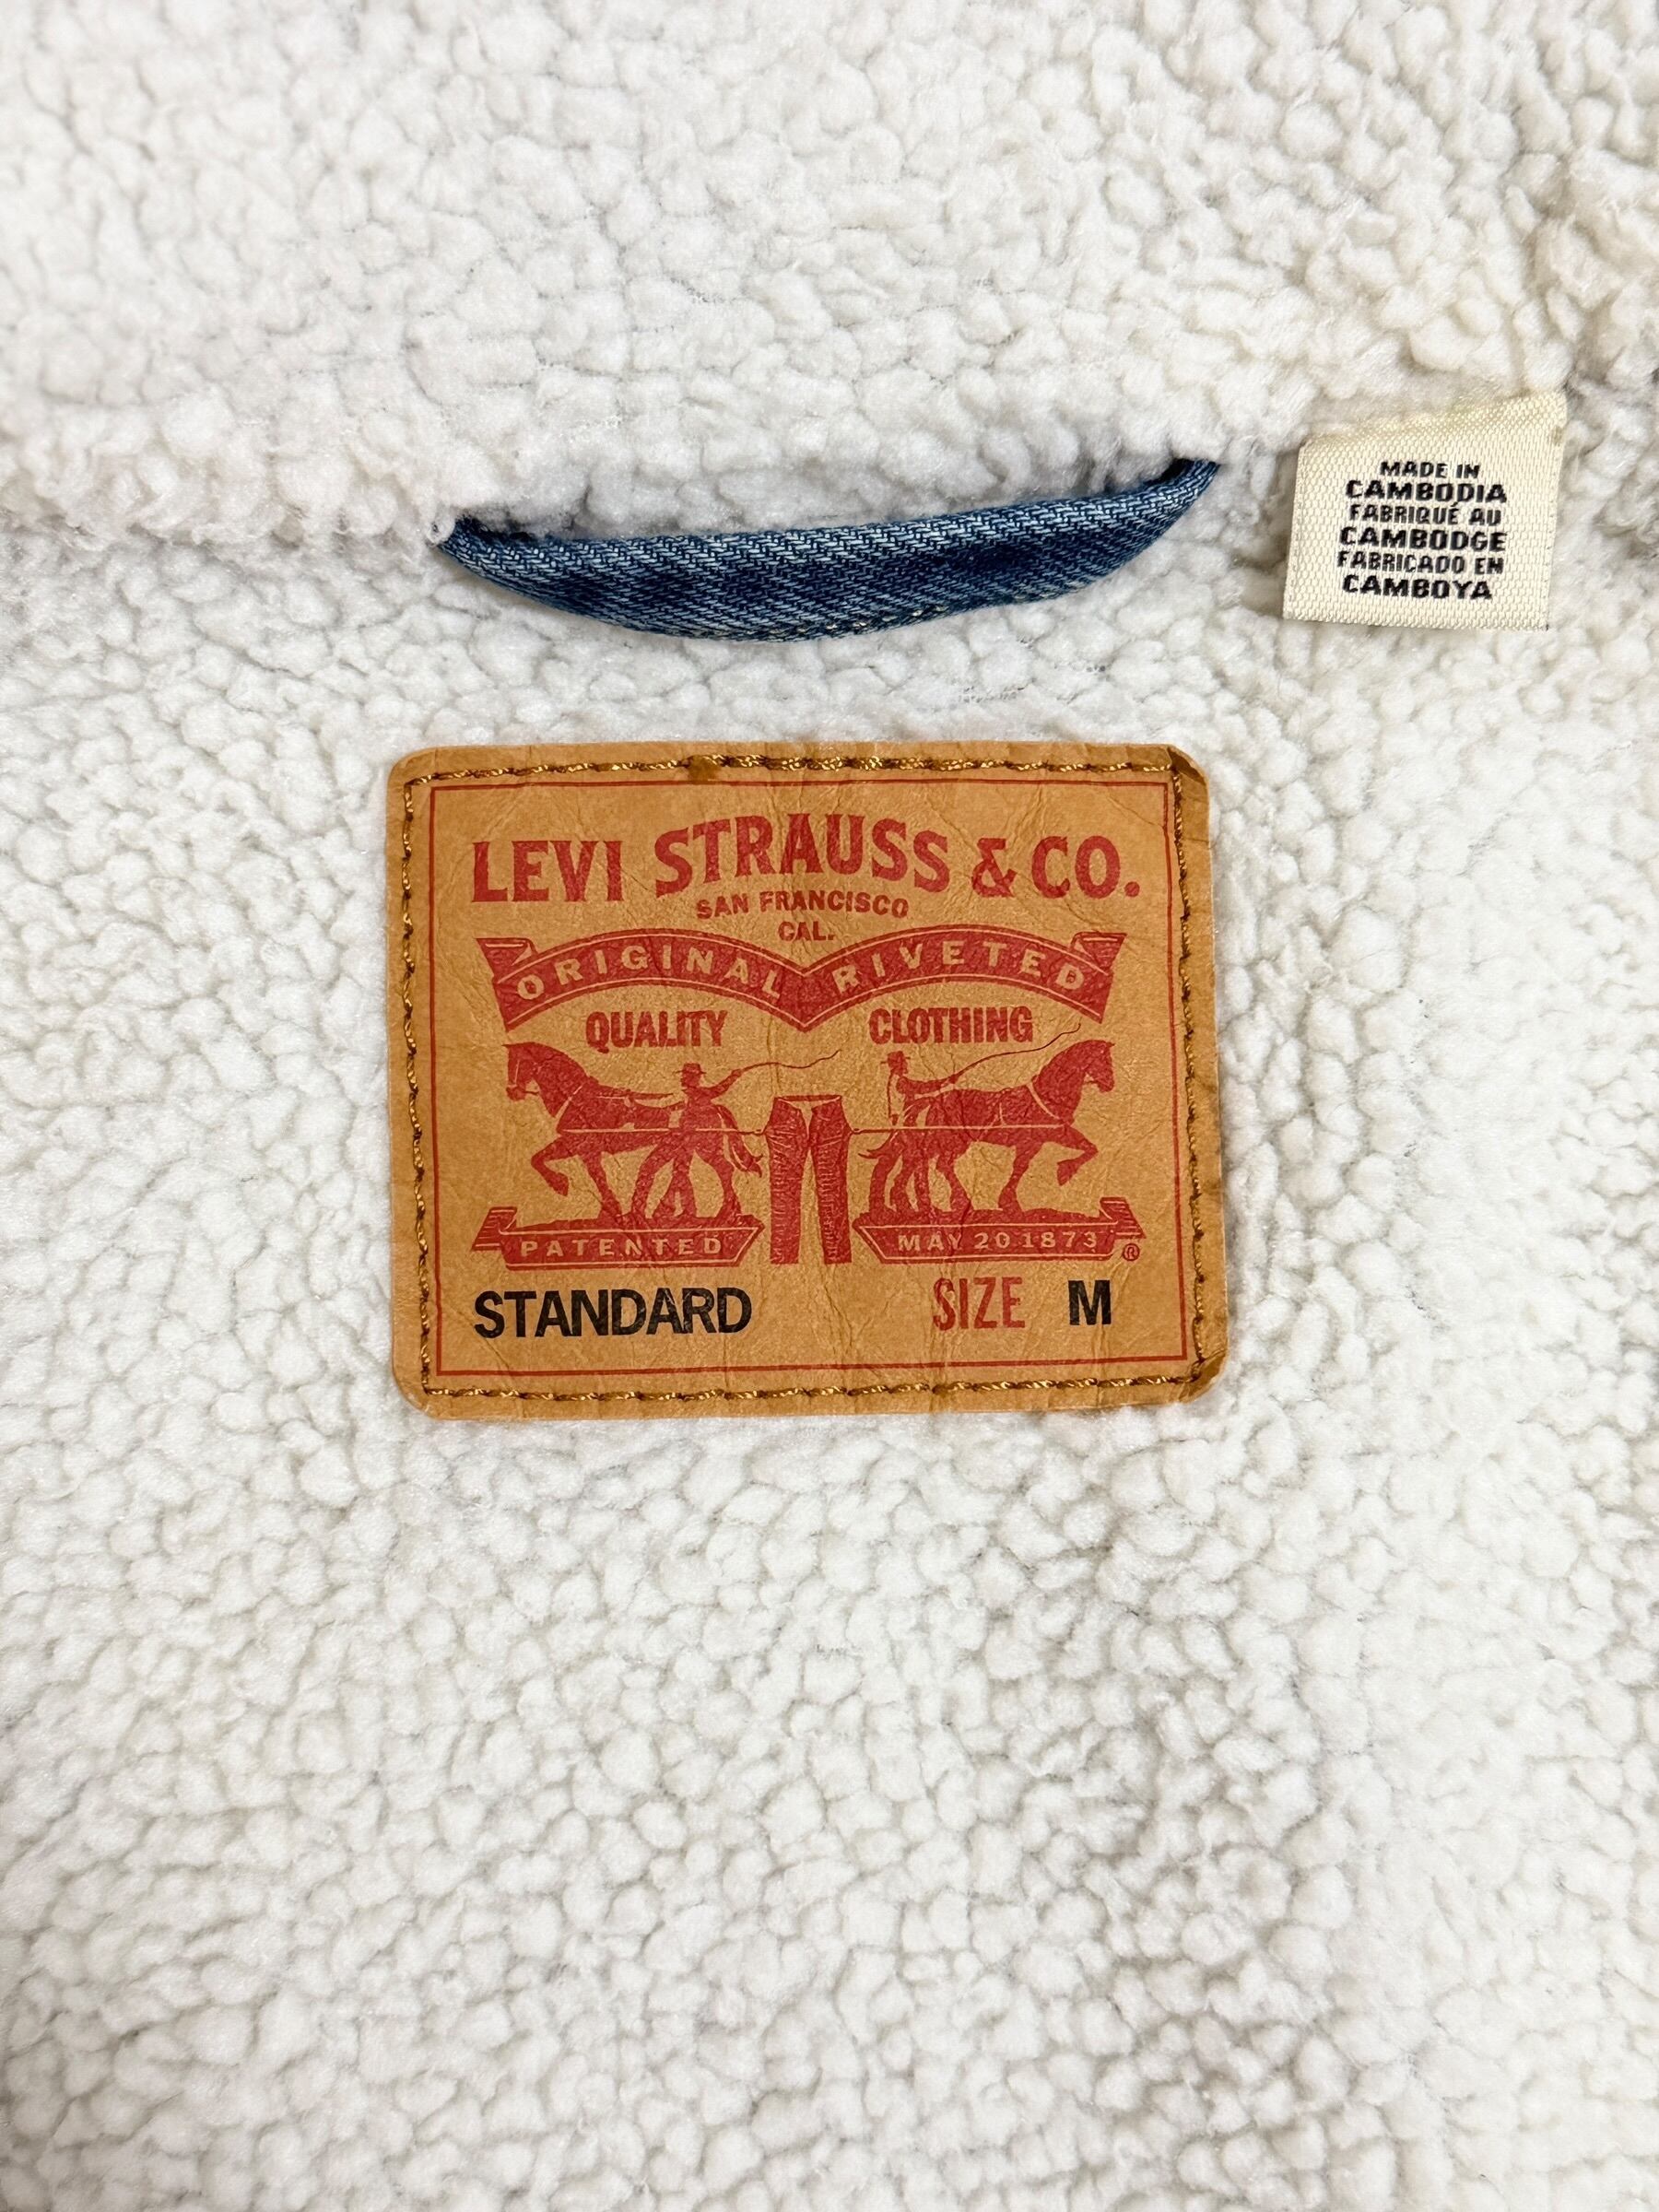 MADE IN
CAMBODIA
FABRIQUÉ AU
CAMBODGE
FABRICADO EN
CAMBOYA
LEVI STRAUSS & CO.
SAN FRANCISCO
CAL.
ORIGINAL RIVETED
QUALITY CLOTHING
PATENTED MAY 20 1873 ®
STANDARD SIZE M